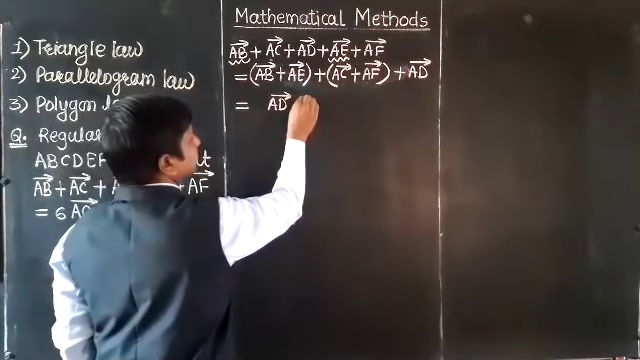 Mathematical Methods
1) Triangle law
2) Parallelogram law
3) Polygon
Q. Regular
ABCDEF
AB⃗ + AC⃗ + + AF⃗
= 6
AB⃗ + AC⃗ + AD⃗ + AE⃗ + AF⃗
= (AB⃗ + AE⃗) + (AC⃗ + AF⃗) + AD⃗
= AD⃗